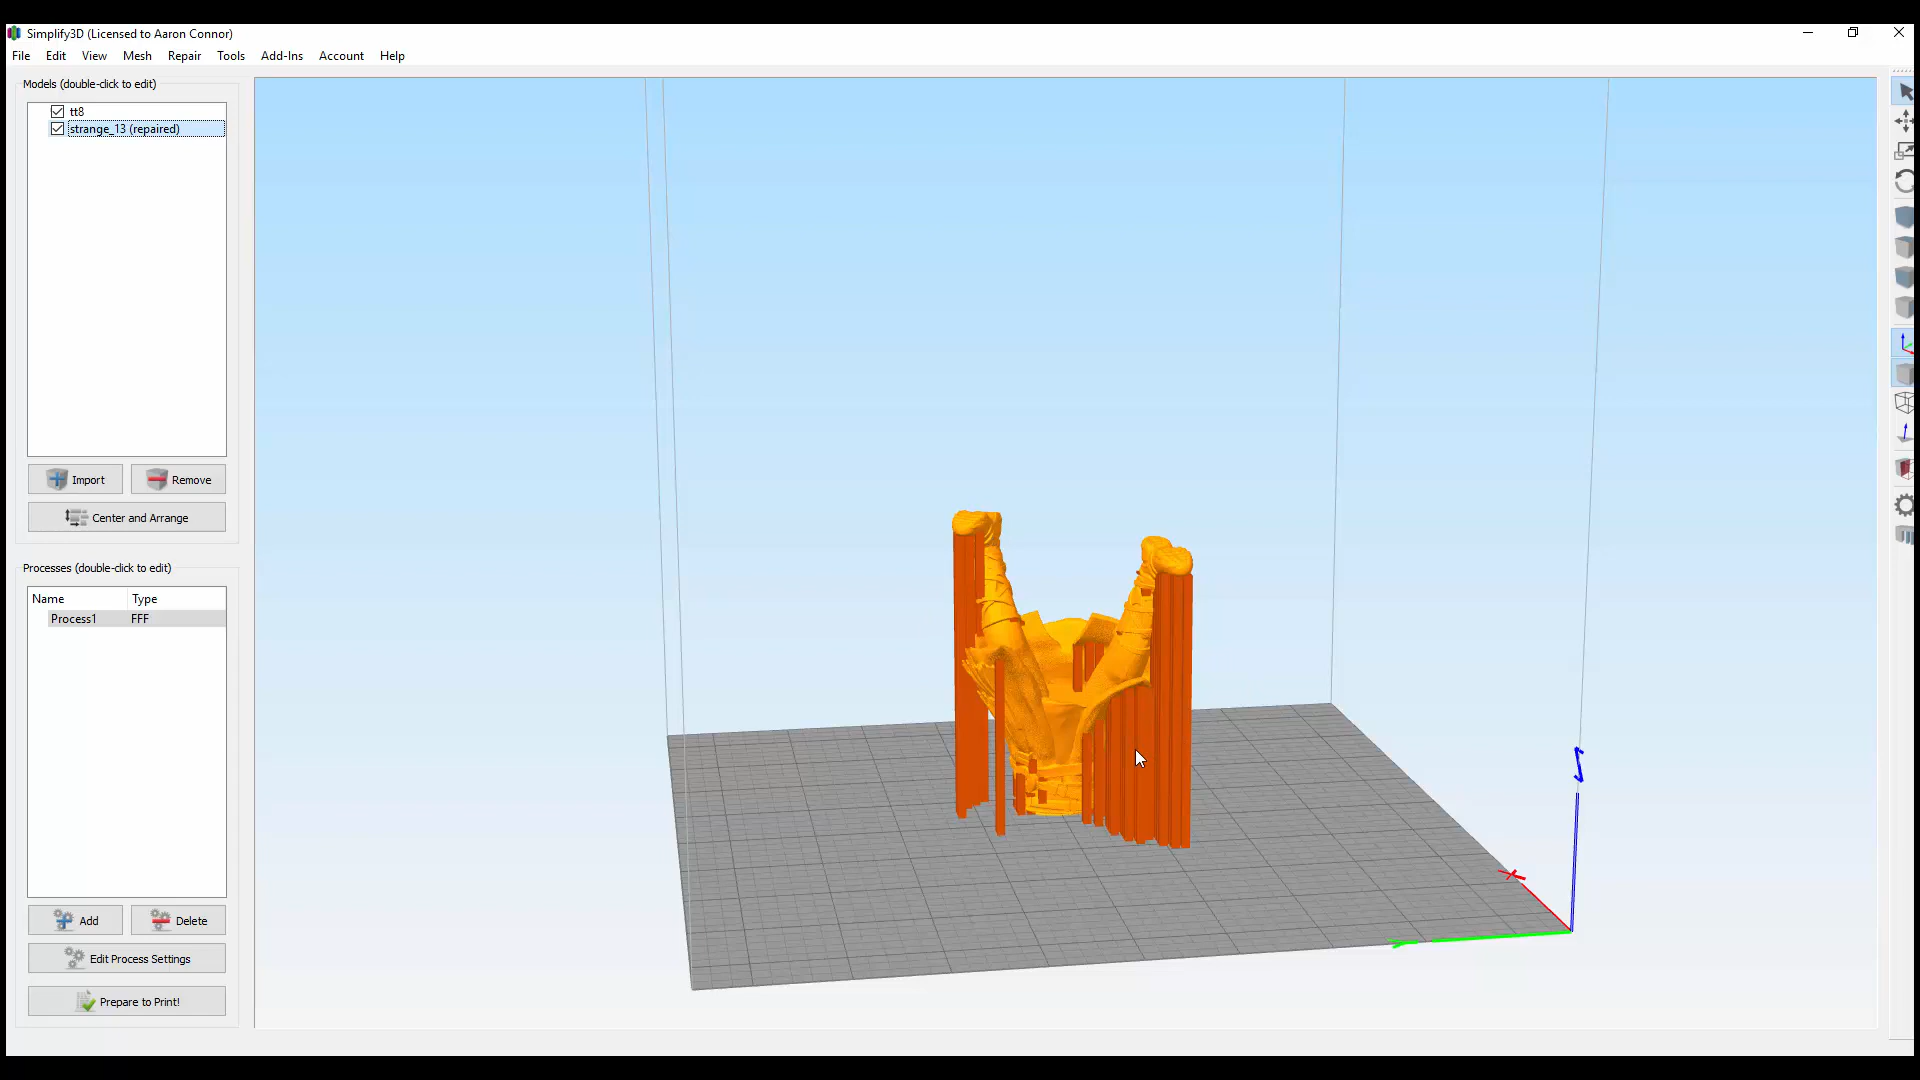 Simplify3D (Licensed to Aaron Connor)
File Edit View Mesh Repair Tools Add-Ins Account Help
Models (double-click to edit)
tt8
strange_13 (repaired)
Import Remove
Center and Arrange
Processes (double-click to edit)
Name Type
Process1 FFF
Add Delete
Edit Process Settings
Prepare to Print!